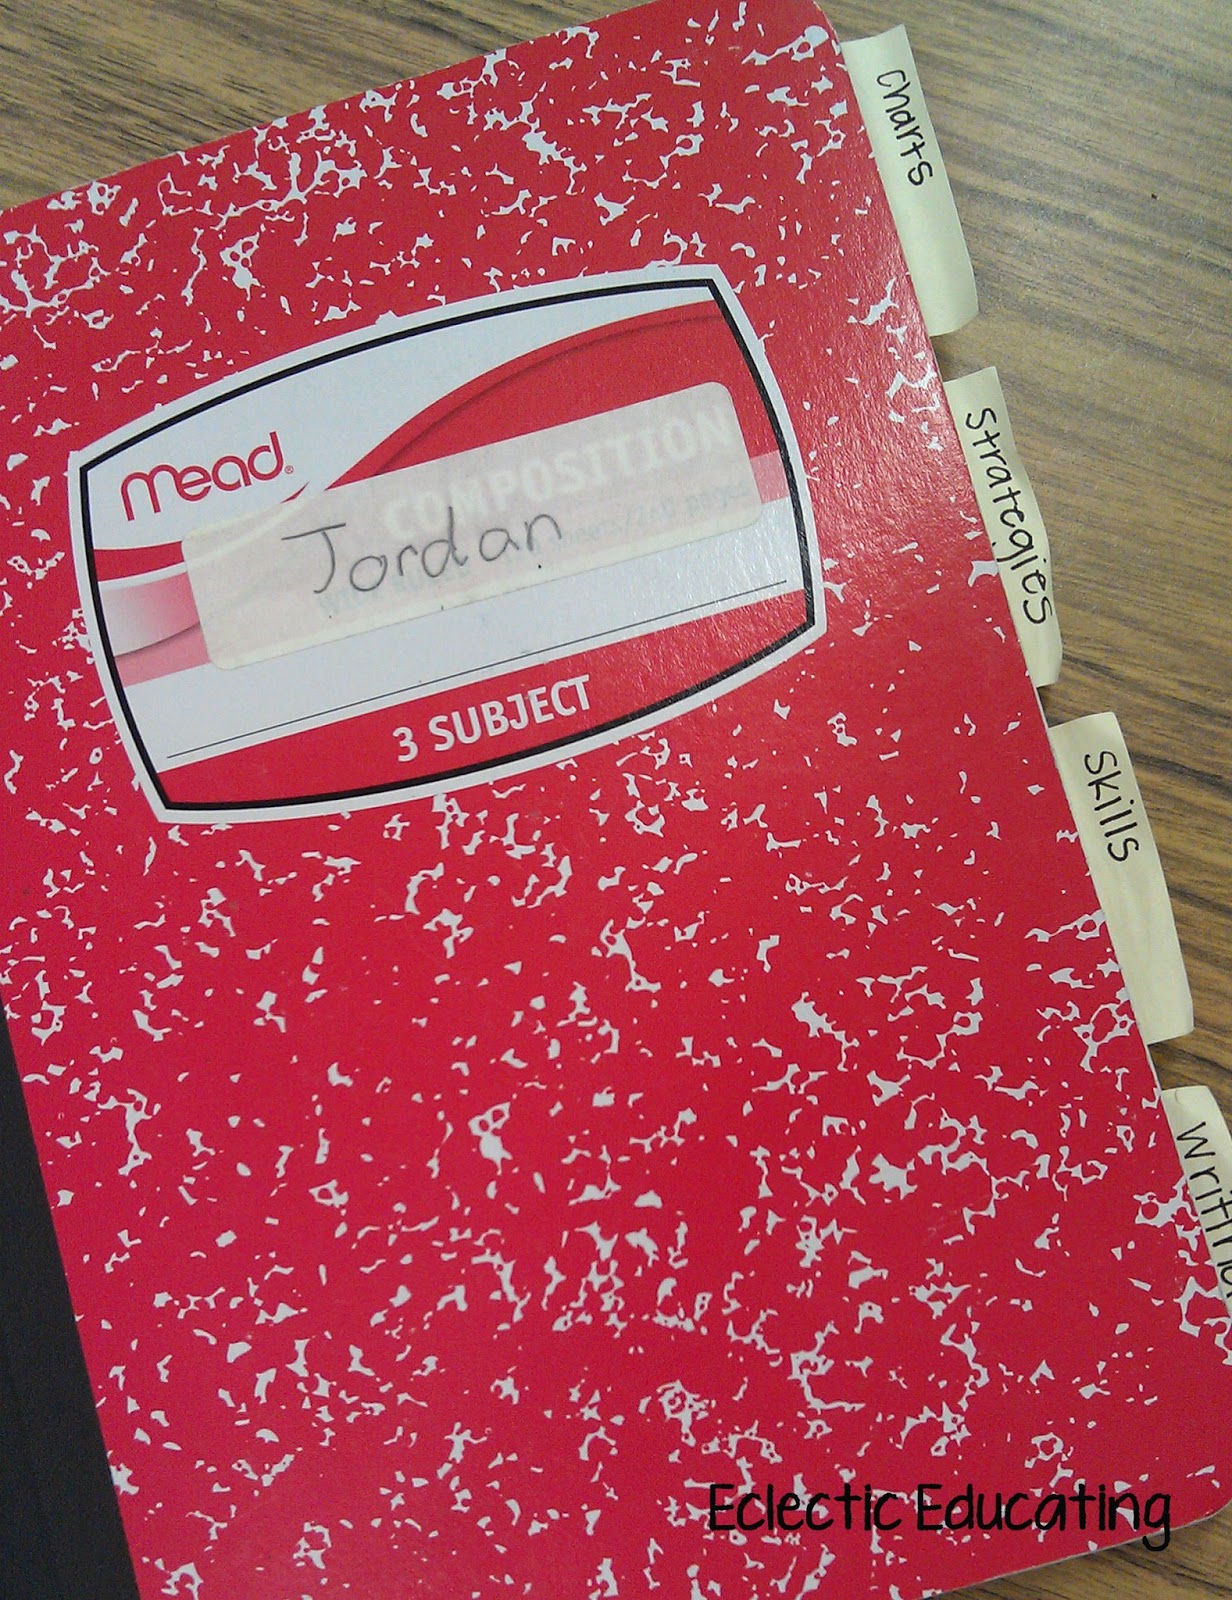 charts
strategies
skills
mead®
COMPOSITION
Jordan
3 SUBJECT
Eclectic Educating